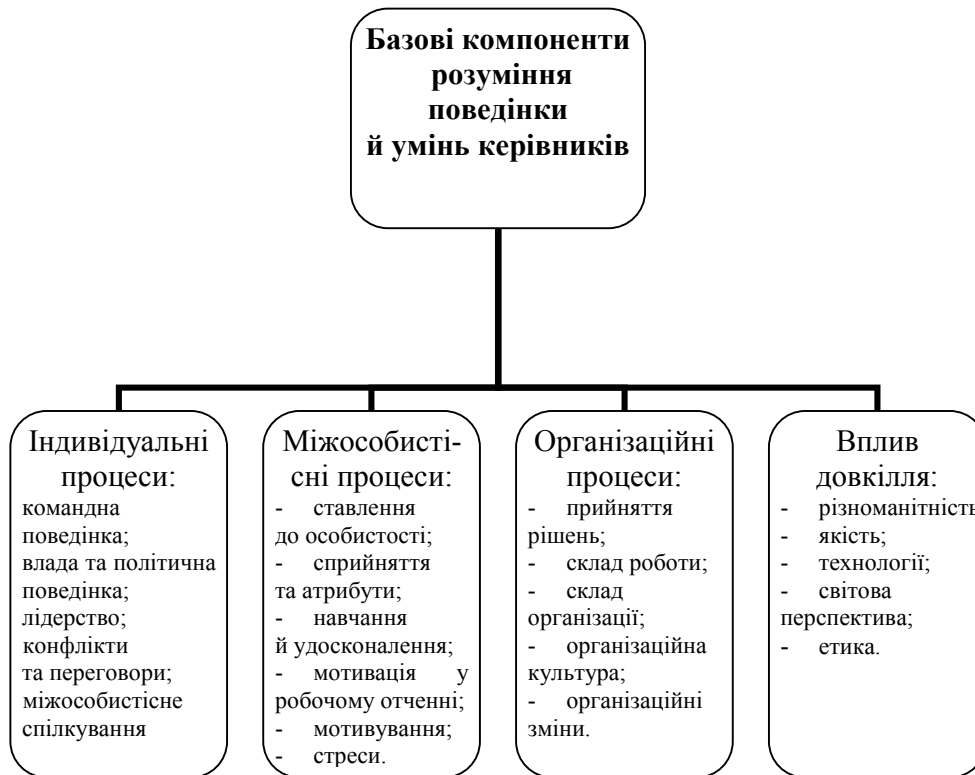 Базові компоненти
розуміння
поведінки
й умінь керівників
Індивідуальні
процеси:
командна
поведінка;
влада та політична
поведінка;
лідерство;
конфлікти
та переговори;
міжособистісне
спілкування
Міжособисті-
сні процеси:
- ставлення
до особистості;
- сприйняття
та атрибути;
- навчання
й удосконалення;
- мотивація у
робочому отченні;
- мотивування;
- стреси.
Організаційні
процеси:
- прийняття
рішень;
- склад роботи;
- склад
організації;
- організаційна
культура;
- організаційні
зміни.
Вплив
довкілля:
- різноманітність
- якість;
- технології;
- світова
перспектива;
- етика.